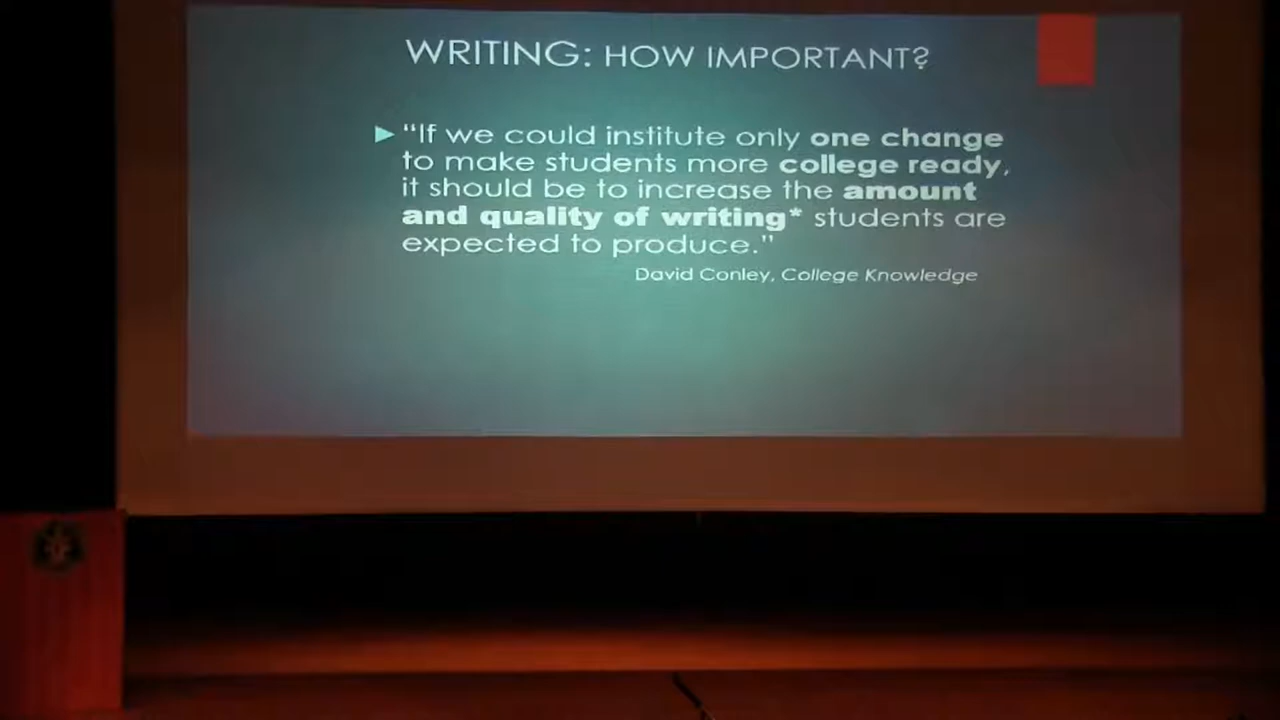 WRITING: HOW IMPORTANT?
"If we could institute only one change
to make students more college ready,
it should be to increase the amount
and quality of writing* students are
expected to produce."
David Conley, College Knowledge